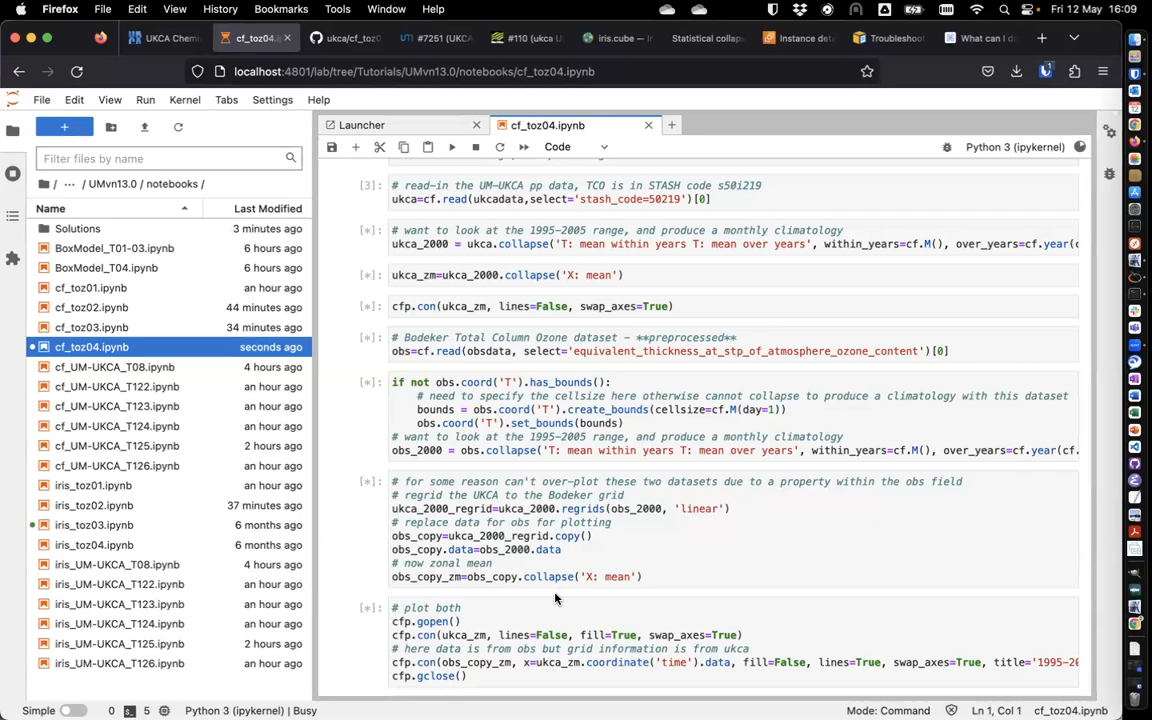 File Edit View History Bookmarks Tools Window Help
Fri 12 May 16:09
UKCA Chemi
cf_toz04.i
ukca/cf_toz0
#7251 (UKC
#110 (ukca U
iris.cube — I
Statistical collaps
Instance det
Troubleshoo
What can I d
localhost:4801/lab/tree/Tutorials/UMvn13.0/notebooks/cf_toz04.ipynb
File Edit View Run Kernel Tabs Settings Help
Launcher
cf_toz04.ipynb
Code
Python 3 (ipykernel)
Filter files by name
/ ... / UMvn13.0 / notebooks /
Name Last Modified
Solutions 3 minutes ago
BoxModel_T01-03.ipynb 6 hours ago
BoxModel_T04.ipynb 6 hours ago
cf_toz01.ipynb an hour ago
cf_toz02.ipynb 44 minutes ago
cf_toz03.ipynb 34 minutes ago
cf_toz04.ipynb seconds ago
cf_UM-UKCA_T08.ipynb 4 hours ago
cf_UM-UKCA_T122.ipynb an hour ago
cf_UM-UKCA_T123.ipynb an hour ago
cf_UM-UKCA_T124.ipynb an hour ago
cf_UM-UKCA_T125.ipynb 2 hours ago
cf_UM-UKCA_T126.ipynb an hour ago
iris_toz01.ipynb an hour ago
iris_toz02.ipynb 37 minutes ago
iris_toz03.ipynb 6 months ago
iris_toz04.ipynb 6 months ago
iris_UM-UKCA_T08.ipynb 4 hours ago
iris_UM-UKCA_T122.ipynb an hour ago
iris_UM-UKCA_T123.ipynb an hour ago
iris_UM-UKCA_T124.ipynb an hour ago
iris_UM-UKCA_T125.ipynb 2 hours ago
iris_UM-UKCA_T126.ipynb an hour ago
[3]: # read-in the UM-UKCA pp data, TCO is in STASH code s50i219
ukca=cf.read(ukcadata,select='stash_code=50219')[0]
[*]: # want to look at the 1995-2005 range, and produce a monthly climatology
ukca_2000 = ukca.collapse('T: mean within years T: mean over years', within_years=cf.M(), over_years=cf.year(c
[*]: ukca_zm=ukca_2000.collapse('X: mean')
[*]: cfp.con(ukca_zm, lines=False, swap_axes=True)
[*]: # Bodeker Total Column Ozone dataset - **preprocessed**
obs=cf.read(obsdata, select='equivalent_thickness_at_stp_of_atmosphere_ozone_content')[0]
[*]: if not obs.coord('T').has_bounds():
# need to specify the cellsize here otherwise cannot collapse to produce a climatology with this dataset
bounds = obs.coord('T').create_bounds(cellsize=cf.M(day=1))
obs.coord('T').set_bounds(bounds)
# want to look at the 1995-2005 range, and produce a monthly climatology
obs_2000 = obs.collapse('T: mean within years T: mean over years', within_years=cf.M(), over_years=cf.year(cf.
[*]: # for some reason can't over-plot these two datasets due to a property within the obs field
# regrid the UKCA to the Bodeker grid
ukca_2000_regrid=ukca_2000.regrids(obs_2000, 'linear')
# replace data for obs for plotting
obs_copy=ukca_2000_regrid.copy()
obs_copy.data=obs_2000.data
# now zonal mean
obs_copy_zm=obs_copy.collapse('X: mean')
[*]: # plot both
cfp.gopen()
cfp.con(ukca_zm, lines=False, fill=True, swap_axes=True)
# here data is from obs but grid information is from ukca
cfp.con(obs_copy_zm, x=ukca_zm.coordinate('time').data, fill=False, lines=True, swap_axes=True, title='1995-20
cfp.gclose()
Simple 0 5 Python 3 (ipykernel) | Busy
Mode: Command Ln 1, Col 1 cf_toz04.ipynb